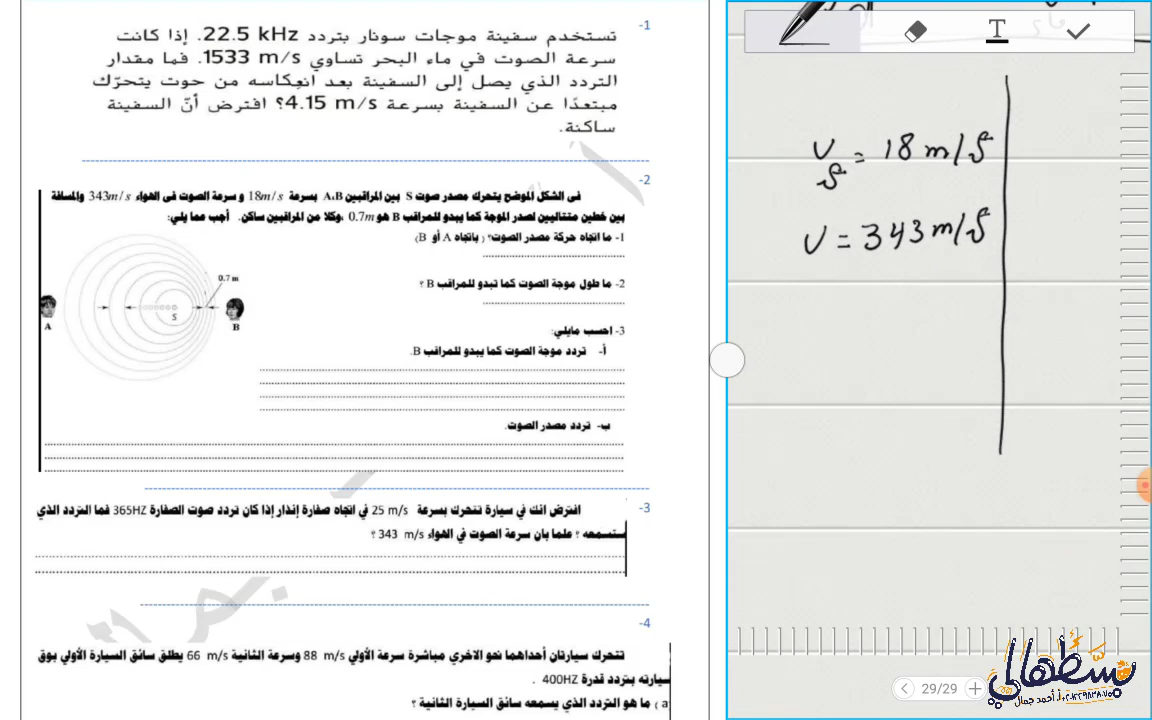 -1
تستخدم سفينة موجات سونار بتردد 22.5 kHz. إذا كانت
سرعة الصوت في ماء البحر تساوي 1533 m/s. فما مقدار
التردد الذي يصل إلى السفينة بعد انعكاسه من حوت يتحرّك
مبتعدًا عن السفينة بسرعة 4.15 m/s؟ افترض أنّ السفينة
ساكنة.
-2
فى الشكل الموضح يتحرك مصدر صوت S بين المراقبين A،B بسرعة 18m/s و سرعة الصوت فى الهواء 343m/s والمسافة
بين خطين متتاليين لصدر الموجة كما يبدو للمراقب B هو 0.7m ،وكلا من المراقبين ساكن. أجب مما يلي:
1- ما اتجاه حركة مصدر الصوت؟ ( باتجاه A أو B)
2- ما طول موجة الصوت كما تبدو للمراقب B ؟
0.7 m
S
A
B
3- احسب مايلي:
أ- تردد موجة الصوت كما يبدو للمراقب B.
ب- تردد مصدر الصوت.
-3
افترض انك في سيارة تتحرك بسرعة 25 m/s في اتجاه صفارة إنذار إذا كان تردد صوت الصفارة 365HZ فما التردد الذي
ستسمعه ؟ علما بان سرعة الصوت في الهواء 343 m/s ؟
-4
تتحرك سيارتان أحداهما نحو الاخري مباشرة سرعة الأولي 88 m/s وسرعة الثانية 66 m/s يطلق سائق السيارة الأولي بوق
سيارته بتردد قدرة 400HZ .
a ) ما هو التردد الذي يسمعه سائق السيارة الثانية ؟
T
v
s = 18 m/s
v = 343 m/s
29/29
أ. أحمد جمال